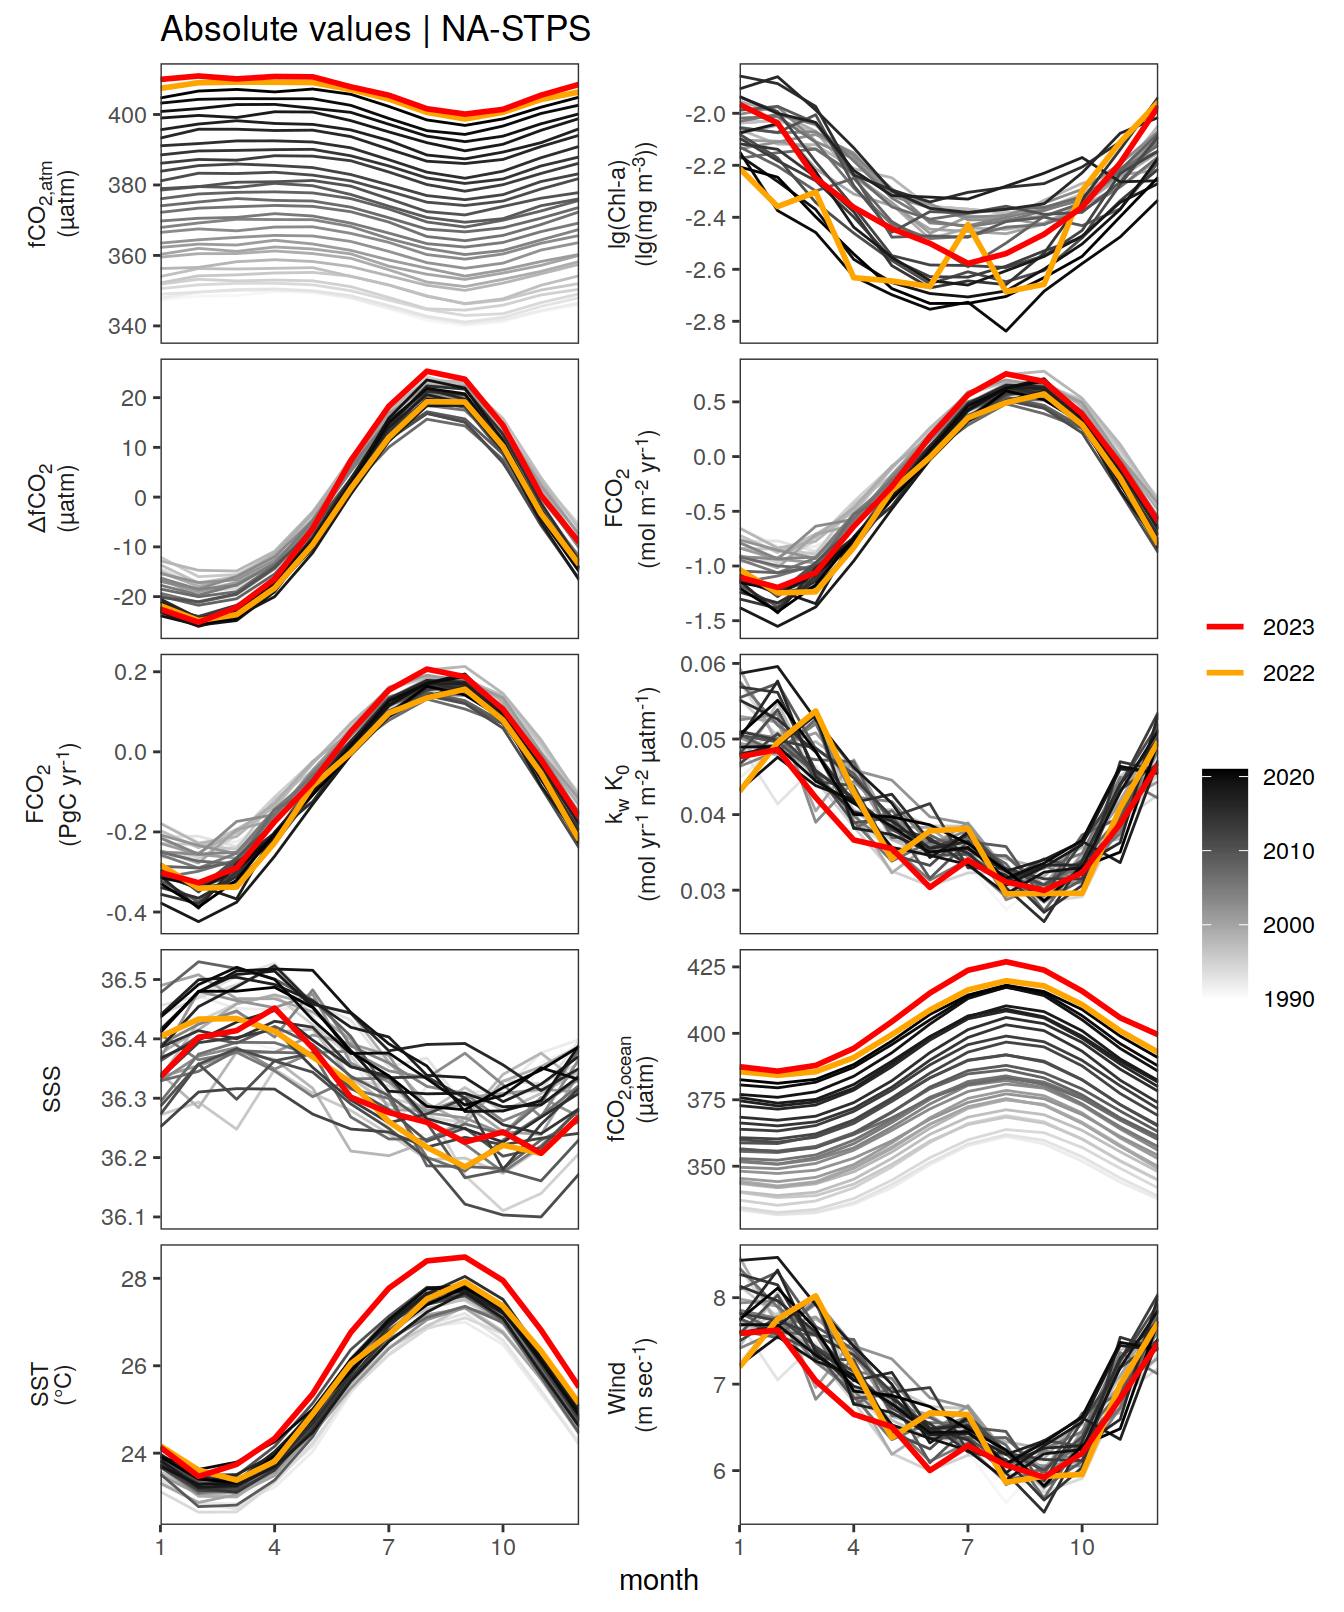 Absolute values | NA-STPS
fCO2,atm
(µatm)
400
380
360
340
lg(Chl-a)
(lg(mg m-3))
-2.0
-2.2
-2.4
-2.6
-2.8
ΔfCO2
(µatm)
20
10
0
-10
-20
FCO2
(mol m-2 yr-1)
0.5
0.0
-0.5
-1.0
-1.5
FCO2
(PgC yr-1)
0.2
0.0
-0.2
-0.4
kw K0
(mol yr-1 m-2 µatm-1)
0.06
0.05
0.04
0.03
SSS
36.5
36.4
36.3
36.2
36.1
fCO2,ocean
(µatm)
425
400
375
350
SST
(°C)
28
26
24
Wind
(m sec-1)
8
7
6
1 4 7 10
1 4 7 10
month
2023
2022
2020
2010
2000
1990